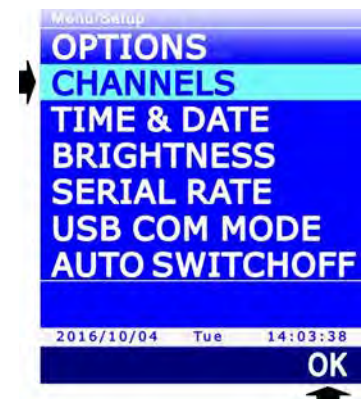 Menu/Setup
OPTIONS
CHANNELS
TIME & DATE
BRIGHTNESS
SERIAL RATE
USB COM MODE
AUTO SWITCHOFF
2016/10/04 Tue 14:03:38
OK